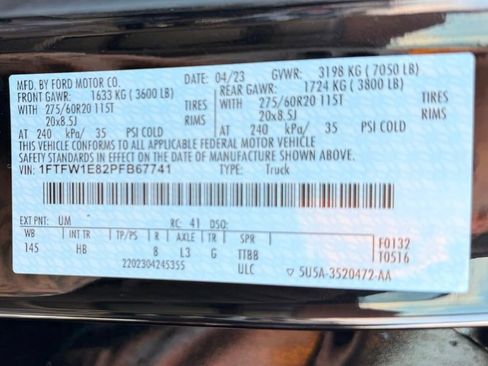 MFD. BY FORD MOTOR CO. 04/23 GVWR: 3198 KG ( 7050 LB)
FRONT GAWR: 1633 KG ( 3600 LB) REAR GAWR: 1724 KG ( 3800 LB)
275/60R20 115T TIRES 275/60R20 115T TIRES
20x8.5J RIMS 20x8.5J RIMS
AT 240 kPa/ 35 PSI COLD AT 240 kPa/ 35 PSI COLD
THIS VEHICLE CONFORMS TO ALL APPLICABLE FEDERAL MOTOR VEHICLE
SAFETY STANDARDS IN EFFECT ON THE DATE OF MANUFACTURE SHOWN ABOVE.
VIN: 1FTFW1E82PFB67741 TYPE: Truck
EXT PNT: UM RC: 41 DSO:
WB INT TR TP/PS R AXLE TR SPR F0132
145 HB 8 L3 G TTBB T0516
2202304245355 ULC 5U5A-3520472-AA